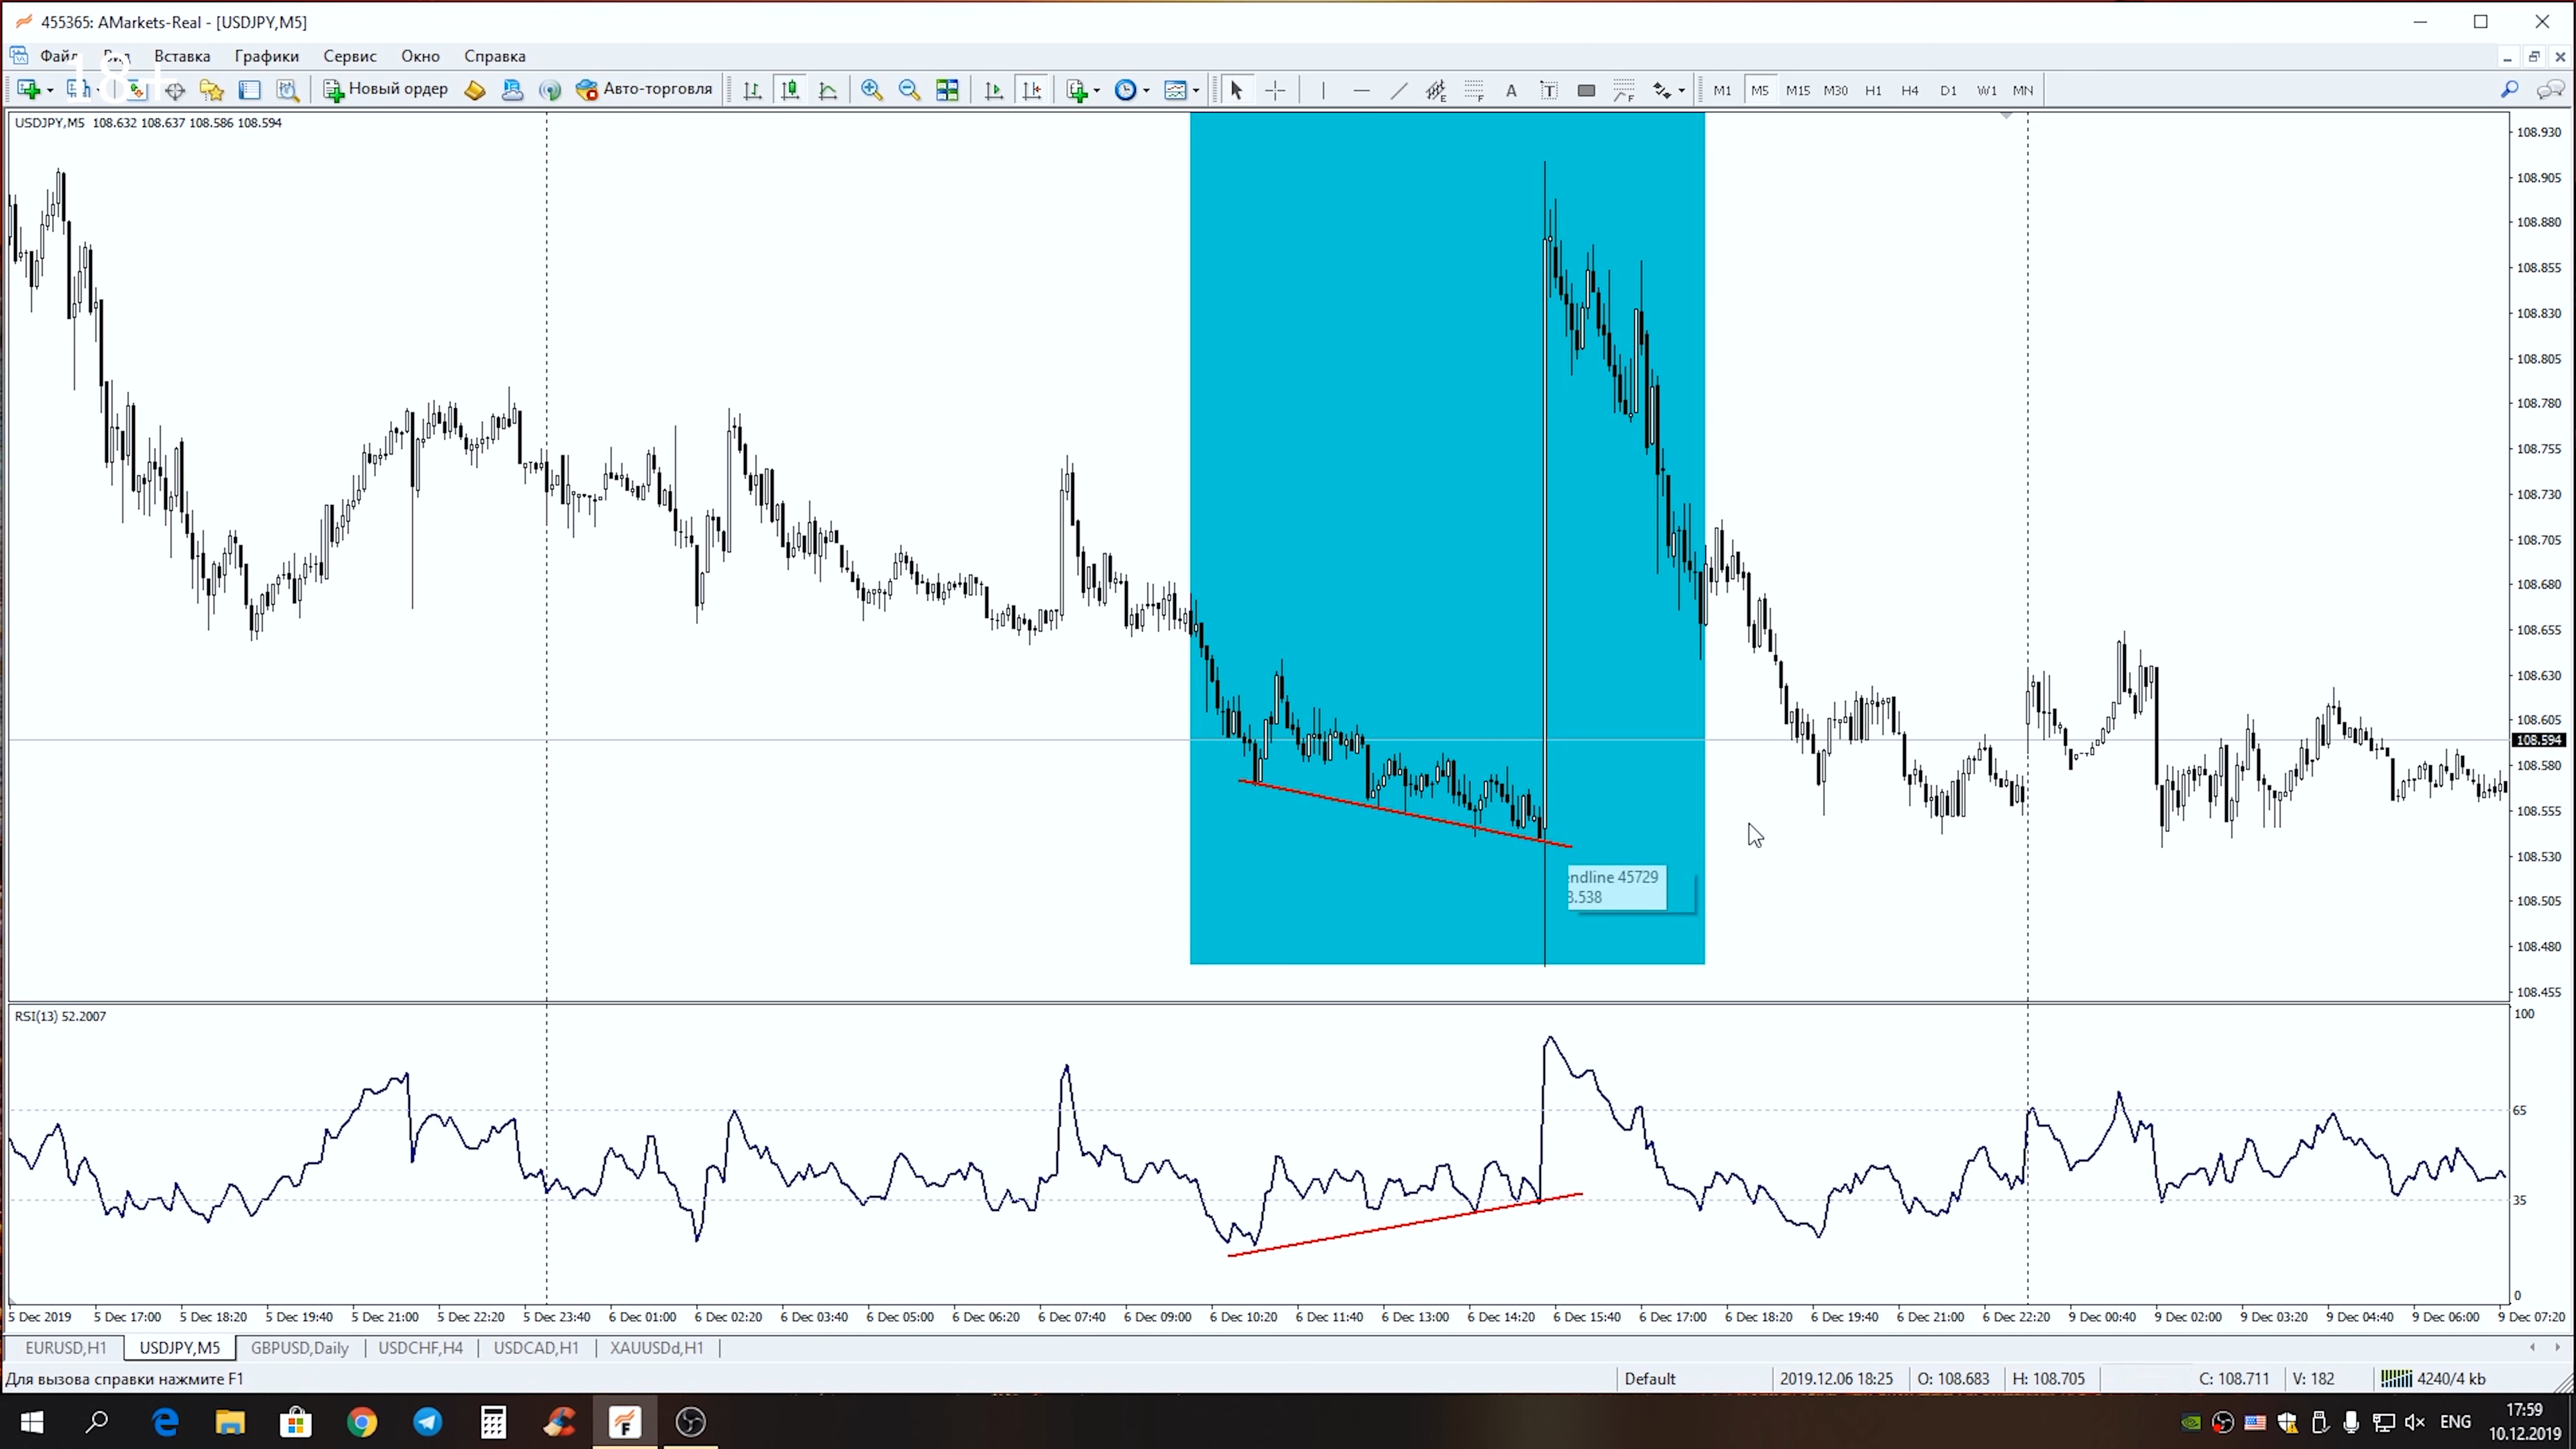 455365: AMarkets-Real - [USDJPY,M5]
Файл Вид Вставка Графики Сервис Окно Справка
18+
Новый ордер Авто-торговля M1 M5 M15 M30 H1 H4 D1 W1 MN
USDJPY,M5 108.632 108.637 108.586 108.594
108.930
108.905
108.880
108.855
108.830
108.805
108.780
108.755
108.730
108.705
108.680
108.655
108.630
108.605
108.594
108.580
108.555
108.530
108.505
108.480
108.455
endline 45729
8.538
RSI(13) 52.2007
100
65
35
0
5 Dec 2019 5 Dec 17:00 5 Dec 18:20 5 Dec 19:40 5 Dec 21:00 5 Dec 22:20 5 Dec 23:40 6 Dec 01:00 6 Dec 02:20 6 Dec 03:40 6 Dec 05:00 6 Dec 06:20 6 Dec 07:40 6 Dec 09:00 6 Dec 10:20 6 Dec 11:40 6 Dec 13:00 6 Dec 14:20 6 Dec 15:40 6 Dec 17:00 6 Dec 18:20 6 Dec 19:40 6 Dec 21:00 6 Dec 22:20 9 Dec 00:40 9 Dec 02:00 9 Dec 03:20 9 Dec 04:40 9 Dec 06:00 9 Dec 07:20
EURUSD,H1 USDJPY,M5 GBPUSD,Daily USDCHF,H4 USDCAD,H1 XAUUSDd,H1
Для вызова справки нажмите F1 Default 2019.12.06 18:25 O: 108.683 H: 108.705 C: 108.711 V: 182 4240/4 kb
ENG 17:59
10.12.2019